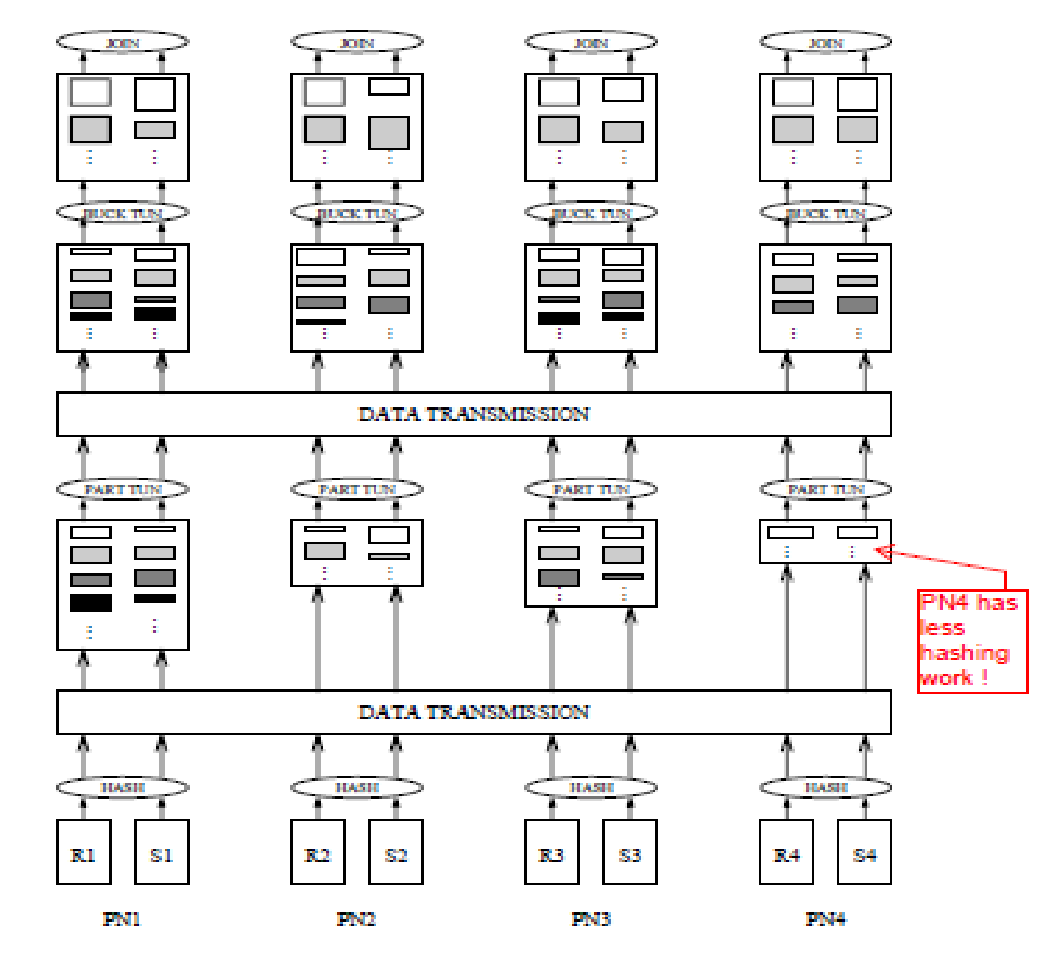 JOIN JOIN JOIN JOIN
BUCK TUN BUCK TUN BUCK TUN BUCK TUN
DATA TRANSMISSION
PART TUN PART TUN PART TUN PART TUN
PN4 has
less
hashing
work !
DATA TRANSMISSION
HASH HASH HASH HASH
R1 S1 R2 S2 R3 S3 R4 S4
PN1 PN2 PN3 PN4